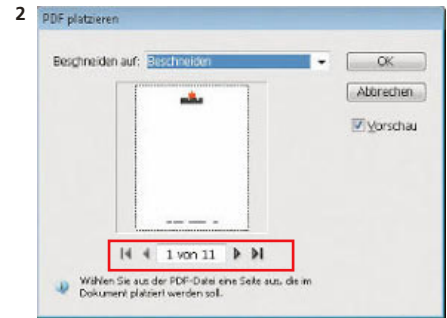 2
PDF platzieren
Beschneiden auf: Beschneiden
OK
Abbrechen
Vorschau
1 von 11
Wählen Sie aus der PDF-Datei eine Seite aus, die im
Dokument platziert werden soll.